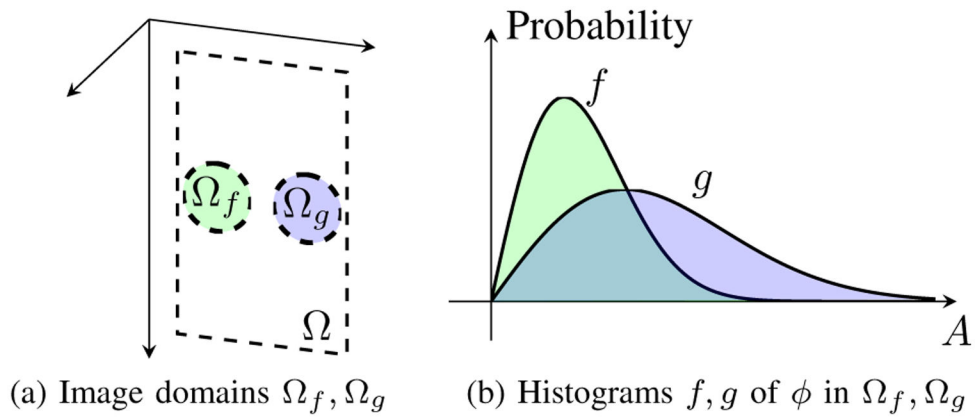 Ω_f
Ω_g
Ω
Probability
f
g
A
(a) Image domains Ω_f, Ω_g
(b) Histograms f, g of ϕ in Ω_f, Ω_g